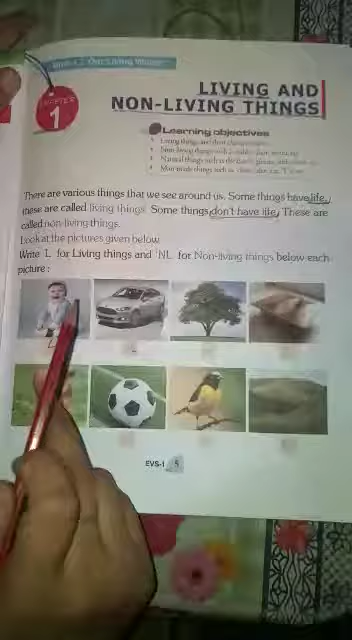 Unit-1 : Our Living World
CHAPTER
1
LIVING AND
NON-LIVING THINGS
Learning objectives
There are various things that we see around us. Some things have life,
these are called living things. Some things don't have life. These are
called non-living things.
Look at the pictures given below.
Write 'L' for Living things and 'NL' for Non-living things below each
picture :
L
EVS-1 5